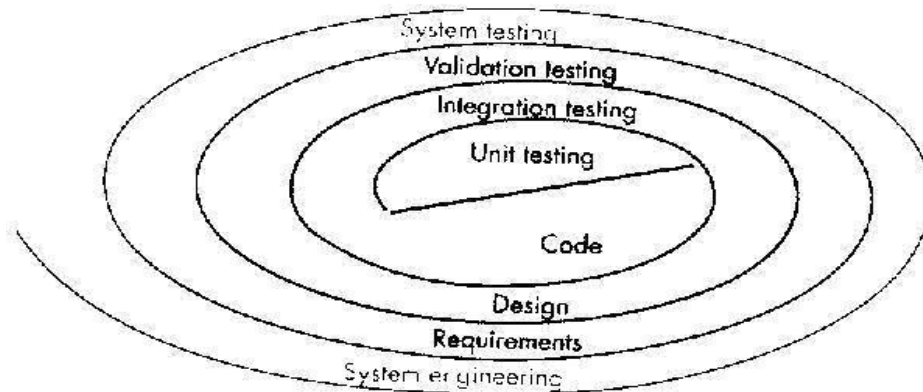 System testing
Validation testing
Integration testing
Unit testing
Code
Design
Requirements
System engineering